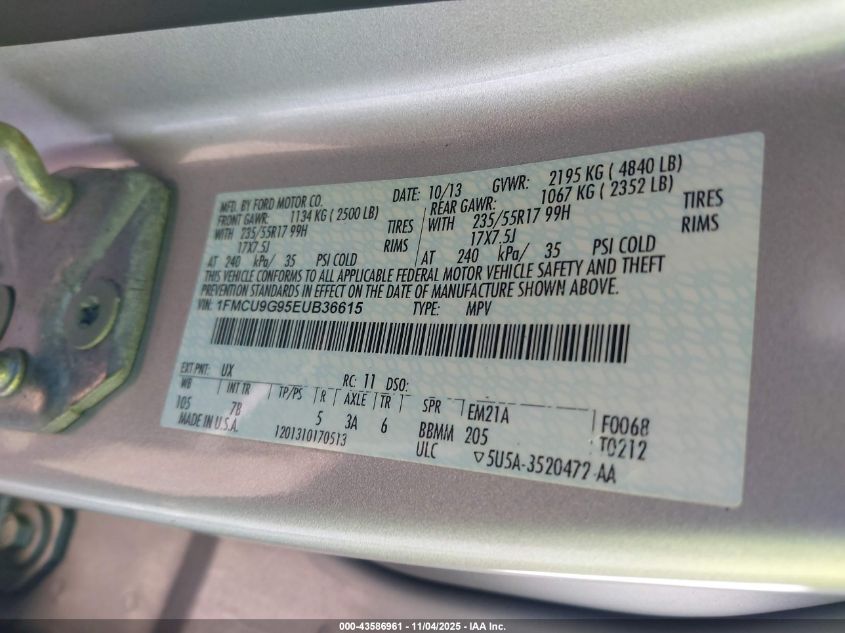 MFD. BY FORD MOTOR CO. DATE: 10/13 GVWR: 2195 KG ( 4840 LB)
FRONT GAWR: 1134 KG ( 2500 LB) REAR GAWR: 1067 KG ( 2352 LB)
WITH 235/55R17 99H TIRES WITH 235/55R17 99H TIRES
17X7.5J RIMS 17X7.5J RIMS
AT 240 kPa/ 35 PSI COLD AT 240 kPa/ 35 PSI COLD
THIS VEHICLE CONFORMS TO ALL APPLICABLE FEDERAL MOTOR VEHICLE SAFETY AND THEFT
PREVENTION STANDARDS IN EFFECT ON THE DATE OF MANUFACTURE SHOWN ABOVE.
VIN: 1FMCU9G95EUB36615 TYPE: MPV
EXT PNT: UX RC: 11 DSO:
WB INT TR TP/PS R AXLE TR SPR EM21A F0068
105 7B 5 3A 6 BBMM 205 T0212
MADE IN U.S.A. 1201310170513 ULC ▽5U5A-3520472-AA
000-43586961 - 11/04/2025 - IAA Inc.